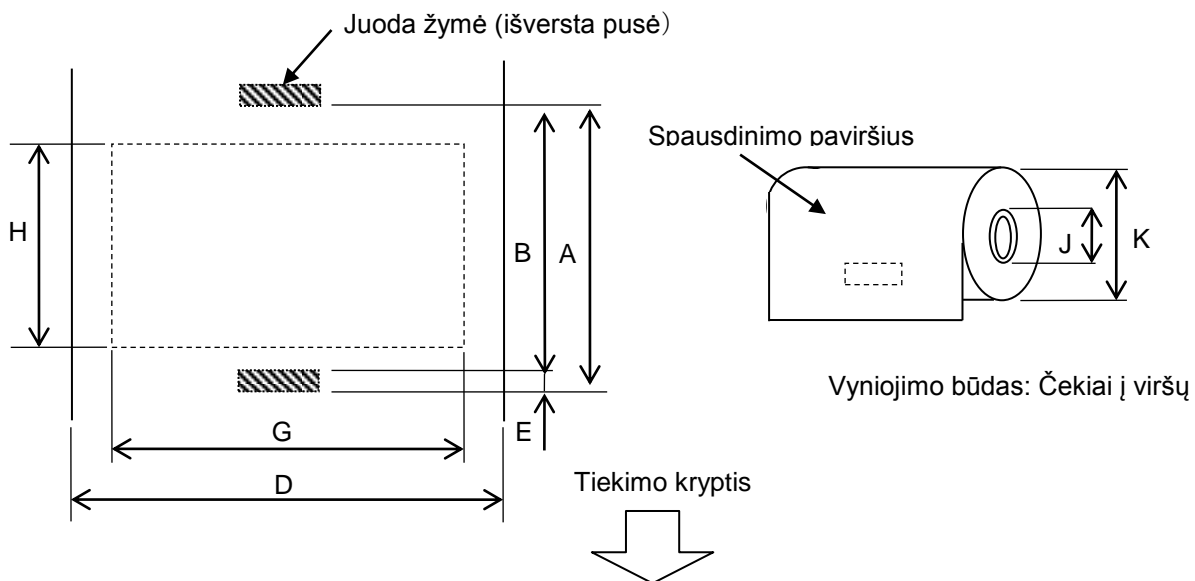 Juoda žymė (išversta pusė）
Spausdinimo paviršius
H
B
A
J
K
Vyniojimo būdas: Čekiai į viršų
G
E
D
Tiekimo kryptis